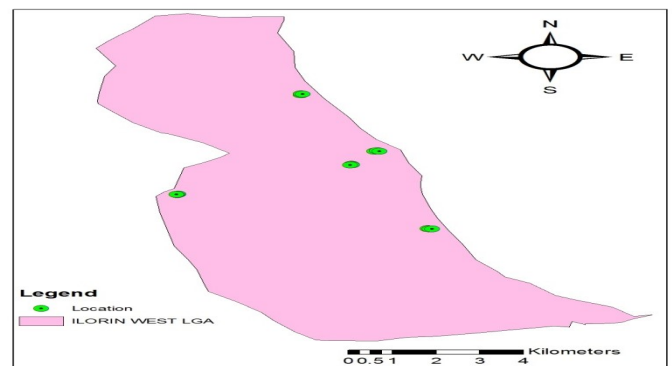 N
W E
S
Legend
Location
ILORIN WEST LGA
Kilometers
0 0.5 1 2 3 4